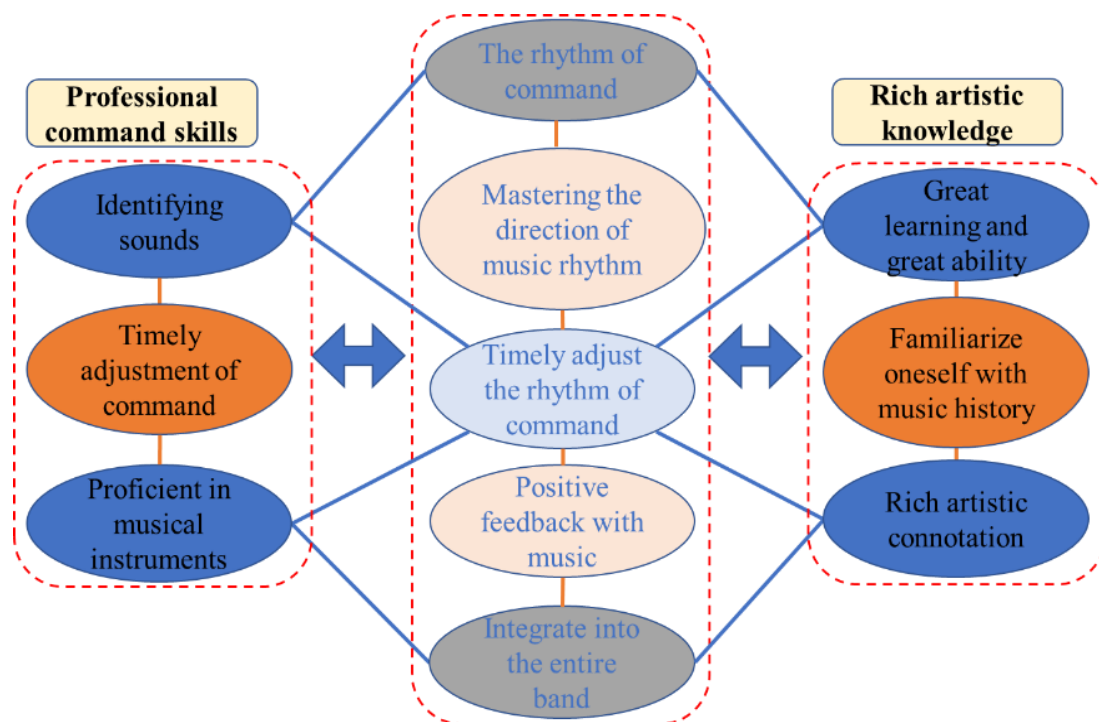 Professional
command skills
Identifying
sounds
Timely
adjustment of
command
Proficient in
musical
instruments
The rhythm of
command
Mastering the
direction of
music rhythm
Timely adjust
the rhythm of
command
Positive
feedback with
music
Integrate into
the entire
band
Rich artistic
knowledge
Great
learning and
great ability
Familiarize
oneself with
music history
Rich artistic
connotation